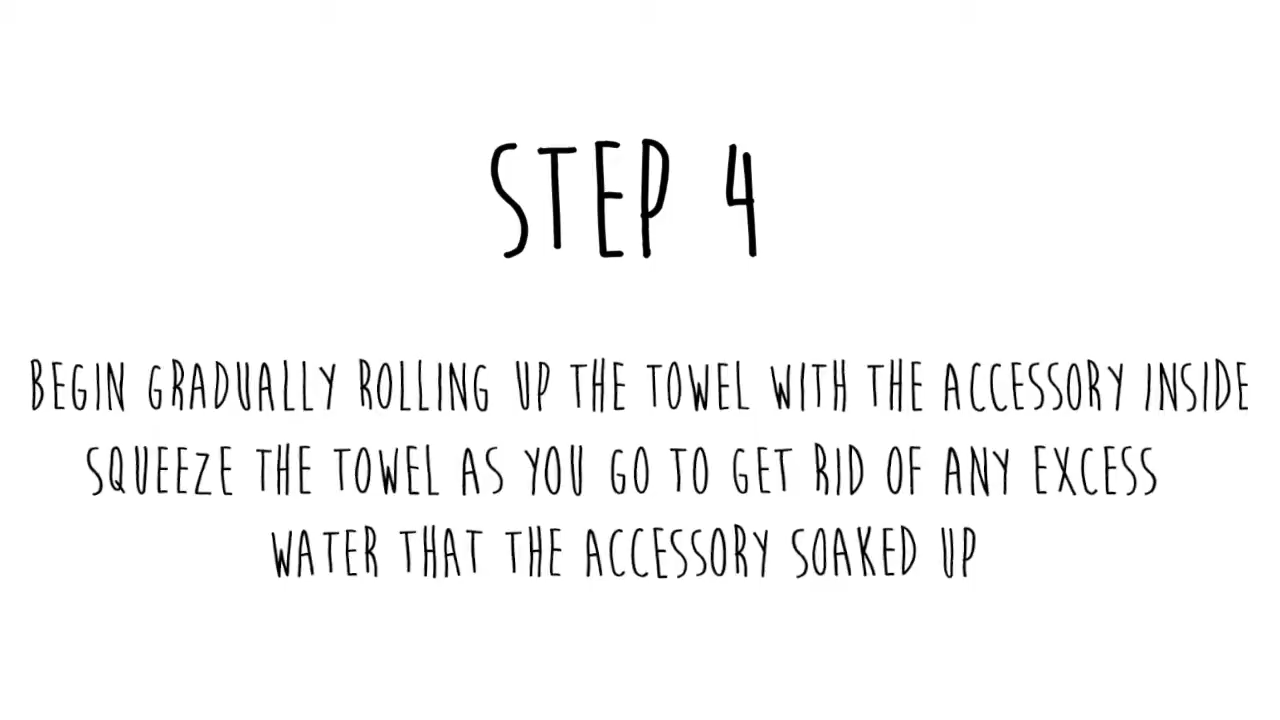 STEP 4
BEGIN GRADUALLY ROLLING UP THE TOWEL WITH THE ACCESSORY INSIDE
SQUEEZE THE TOWEL AS YOU GO TO GET RID OF ANY EXCESS
WATER THAT THE ACCESSORY SOAKED UP